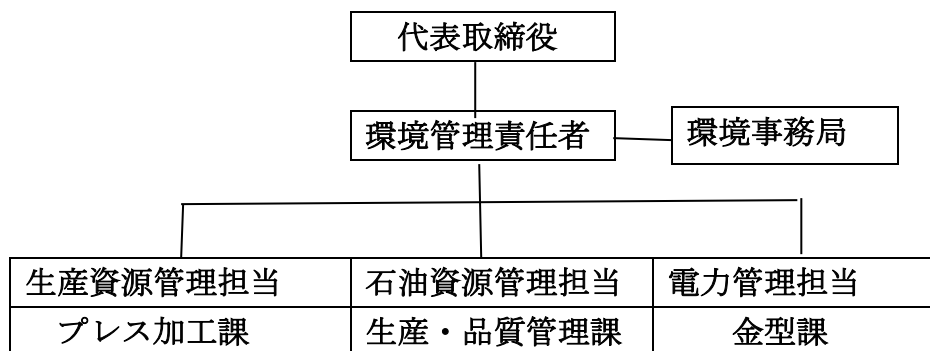 代表取締役
環境管理責任者
環境事務局
生産資源管理担当
石油資源管理担当
電力管理担当
プレス加工課
生産・品質管理課
金型課